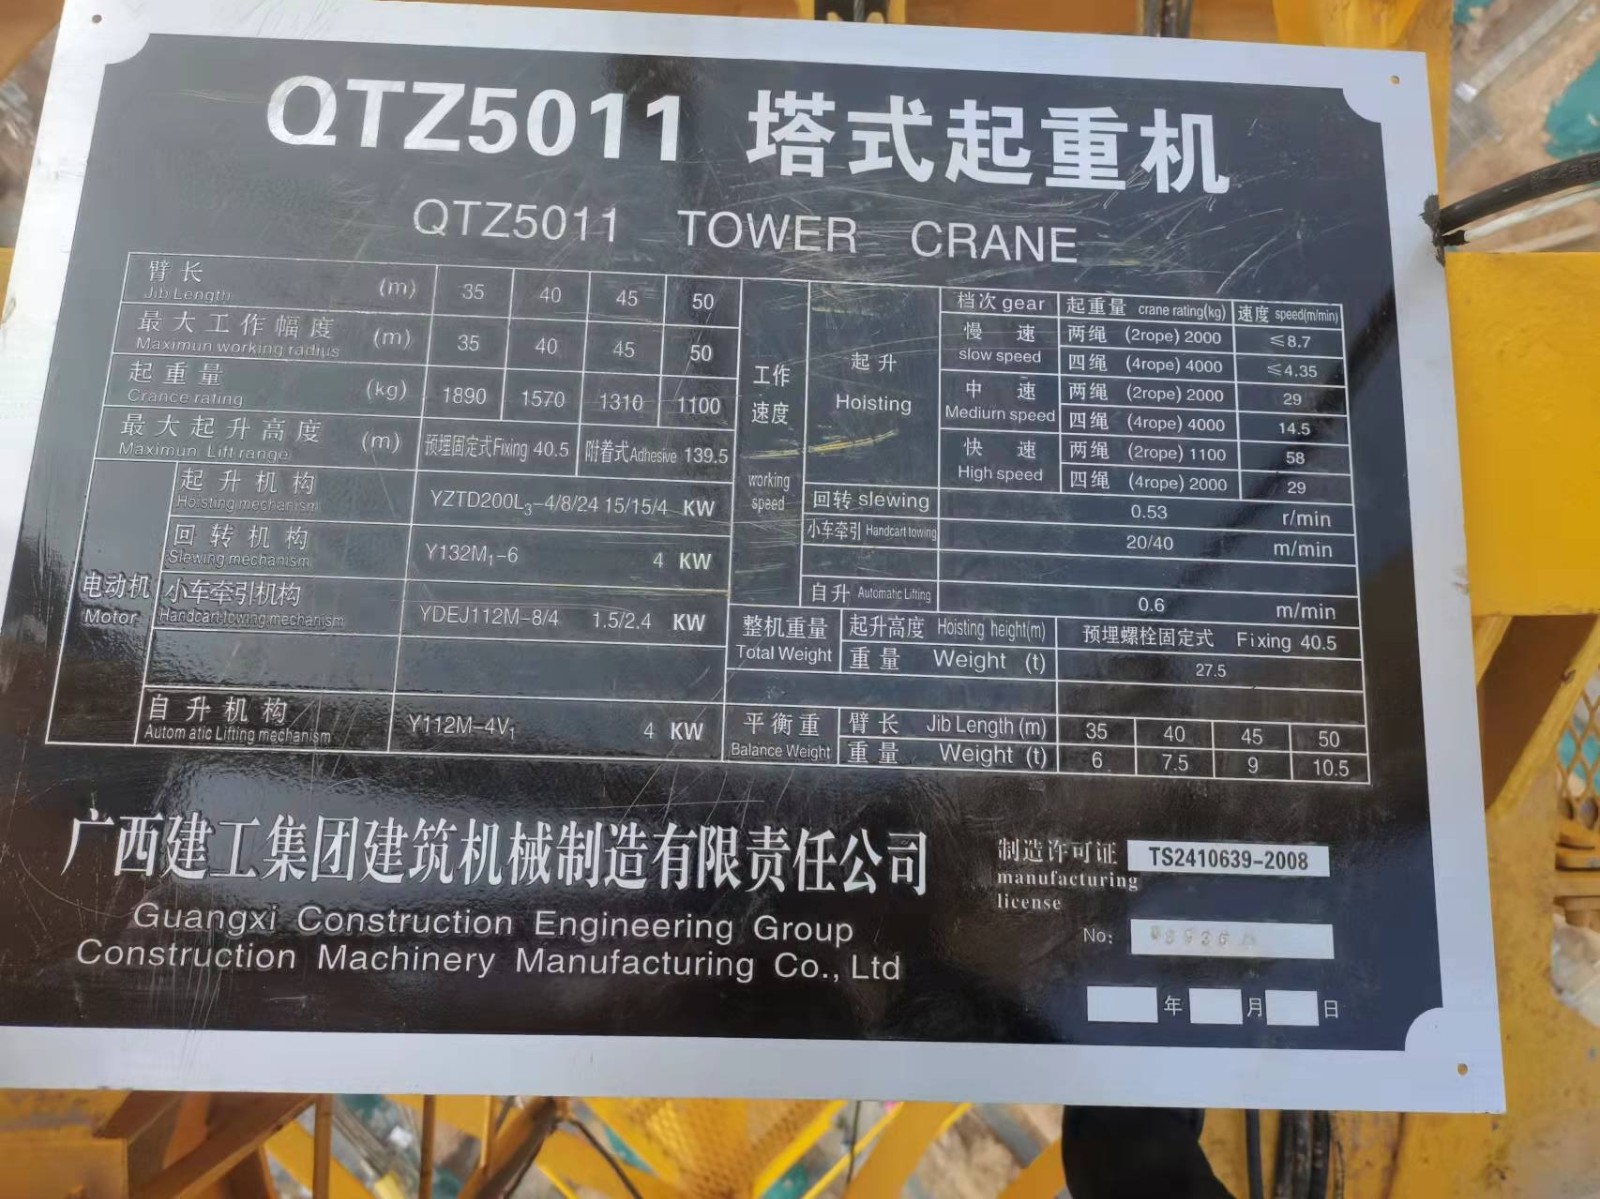 QTZ5011 塔式起重机
QTZ5011 TOWER CRANE
臂长 (m) 35 40 45 50
Jib Length
最大工作幅度 (m) 35 40 45 50
Maximun working radius
起重量 (kg) 1890 1570 1310 1100
Crance rating
最大起升高度 (m) 预埋固定式Fixing 40.5 附着式Adhesive 139.5
Maximun Lift range
电动机
Motor
起升机构 YZTD200L₃-4/8/24 15/15/4 KW
Hoisting mechanism
回转机构 Y132M₁-6 4 KW
Slewing mechanism
小车牵引机构 YDEJ112M-8/4 1.5/2.4 KW
Handcart towing mechanism
自升机构 Y112M-4V₁ 4 KW
Automatic Lifting mechanism
工作
速度
working
speed
起升
Hoisting
档次 gear 起重量 crane rating(kg) 速度 speed(m/min)
慢速 两绳 (2rope) 2000 ≤8.7
slow speed 四绳 (4rope) 4000 ≤4.35
中速 两绳 (2rope) 2000 29
Mediurn speed 四绳 (4rope) 4000 14.5
快速 两绳 (2rope) 1100 58
High speed 四绳 (4rope) 2000 29
回转 slewing 0.53 r/min
小车牵引 Handcart towing 20/40 m/min
自升 Automatic Lifting 0.6 m/min
整机重量 起升高度 Hoisting height(m) 预埋螺栓固定式 Fixing 40.5
Total Weight 重量 Weight (t) 27.5
平衡重 臂长 Jib Length (m) 35 40 45 50
Balance Weight 重量 Weight (t) 6 7.5 9 10.5
广西建工集团建筑机械制造有限责任公司
Guangxi Construction Engineering Group
Construction Machinery Manufacturing Co., Ltd
制造许可证 TS2410639-2008
manufacturing
license
No:
年 月 日